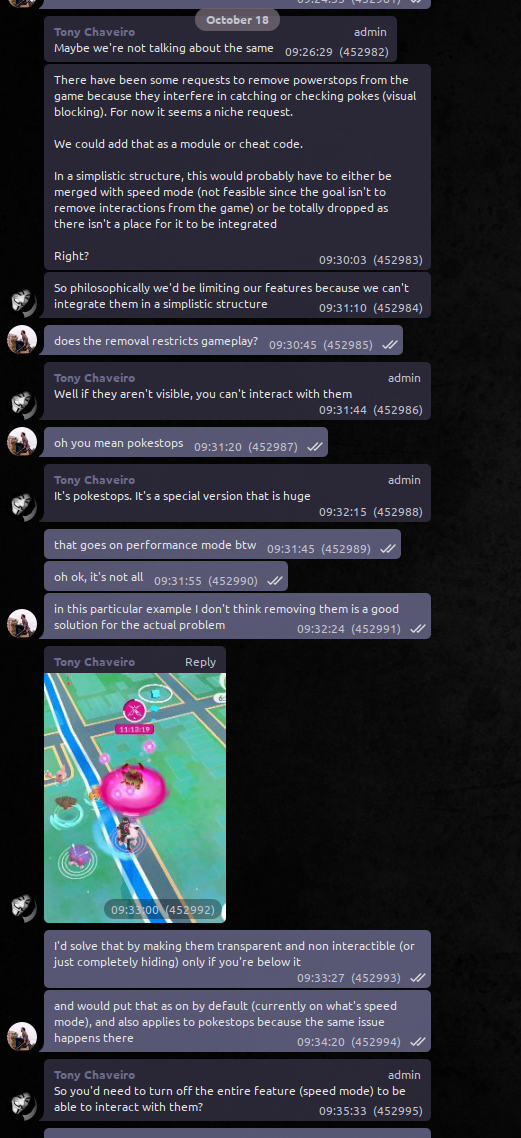 October 18
Tony Chaveiro admin
Maybe we're not talking about the same 09:26:29 (452982)
There have been some requests to remove powerstops from the
game because they interfere in catching or checking pokes (visual
blocking). For now it seems a niche request.
We could add that as a module or cheat code.
In a simplistic structure, this would probably have to either be
merged with speed mode (not feasible since the goal isn't to
remove interactions from the game) or be totally dropped as
there isn't a place for it to be integrated
Right? 09:30:03 (452983)
So philosophically we'd be limiting our features because we can't
integrate them in a simplistic structure 09:31:10 (452984)
does the removal restricts gameplay? 09:30:45 (452985)
Tony Chaveiro admin
Well if they aren't visible, you can't interact with them
09:31:44 (452986)
oh you mean pokestops 09:31:20 (452987)
Tony Chaveiro admin
It's pokestops. It's a special version that is huge
09:32:15 (452988)
that goes on performance mode btw 09:31:45 (452989)
oh ok, it's not all 09:31:55 (452990)
in this particular example I don't think removing them is a good
solution for the actual problem 09:32:24 (452991)
Tony Chaveiro Reply
11:13:19
09:33:00 (452992)
I'd solve that by making them transparent and non interactible (or
just completely hiding) only if you're below it
09:33:27 (452993)
and would put that as on by default (currently on what's speed
mode), and also applies to pokestops because the same issue
happens there 09:34:20 (452994)
Tony Chaveiro admin
So you'd need to turn off the entire feature (speed mode) to be
able to interact with them? 09:35:33 (452995)